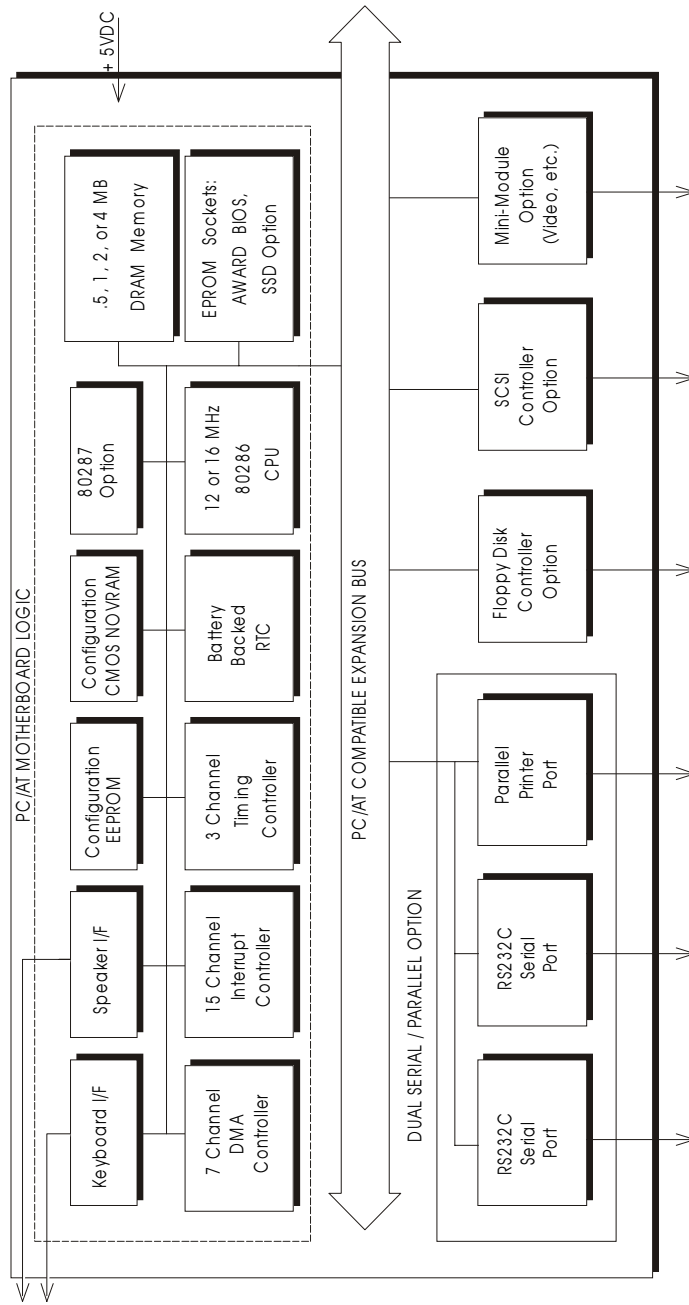 + 5VDC
PC/AT MOTHERBOARD LOGIC
Keyboard I/F
Speaker I/F
Configuration
EEPROM
Configuration
CMOS NOVRAM
80287
Option
.5, 1, 2, or 4 MB
DRAM Memory
7 Channel
DMA
Controller
15 Channel
Interrupt
Controller
3 Channel
Timing
Controller
Battery
Backed
RTC
12 or 16 MHz
80286
CPU
EPROM Sockets:
AWARD BIOS,
SSD Option
PC/AT COMPATIBLE EXPANSION BUS
DUAL SERIAL / PARALLEL OPTION
RS232C
Serial
Port
RS232C
Serial
Port
Parallel
Printer
Port
Floppy Disk
Controller
Option
SCSI
Controller
Option
Mini-Module
Option
(Video, etc.)